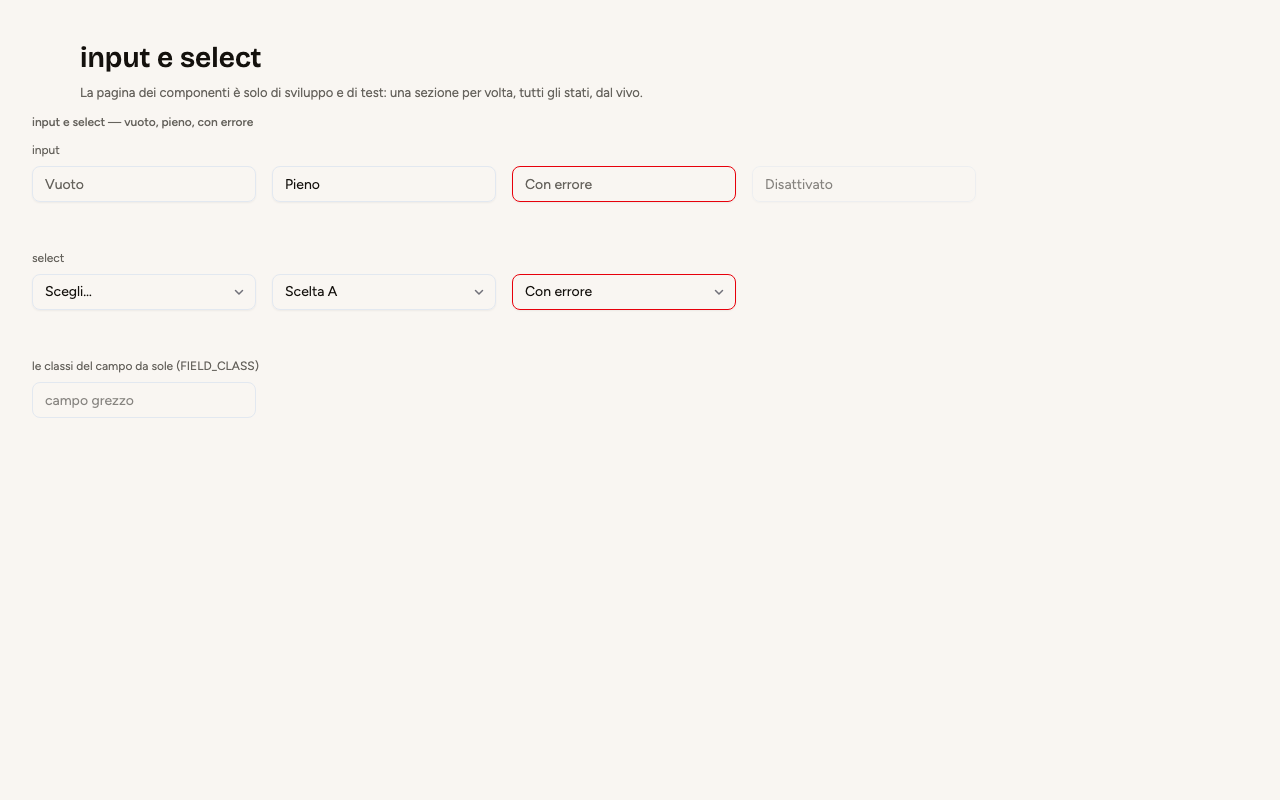 input e select
La pagina dei componenti è solo di sviluppo e di test: una sezione per volta, tutti gli stati, dal vivo.
input e select — vuoto, pieno, con errore
input
Vuoto
Pieno
Con errore
Disattivato
select
Scegli...
Scelta A
Con errore
le classi del campo da sole (FIELD_CLASS)
campo grezzo